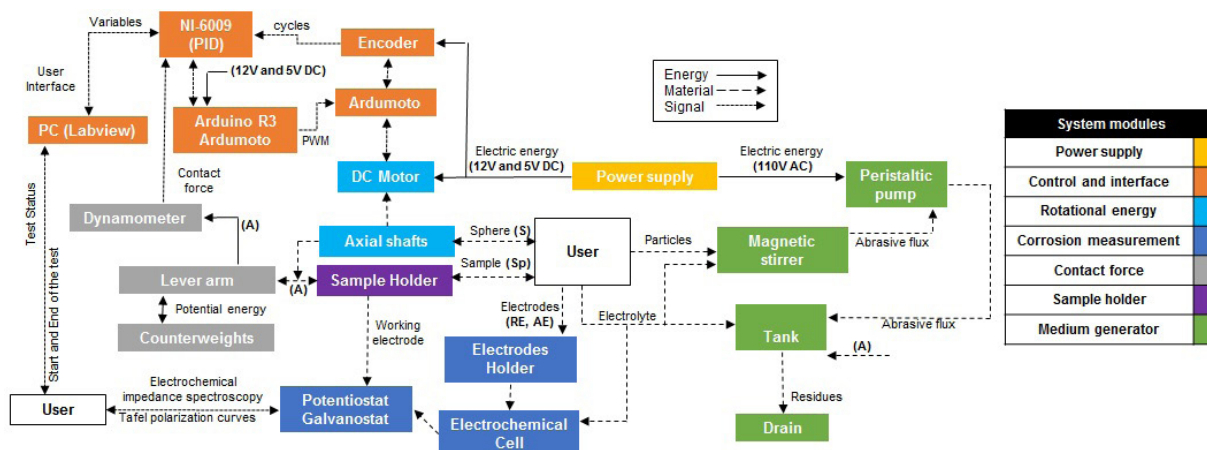 Variables
NI-6009
(PID)
cycles
Encoder
User
Interface
(12V and 5V DC)
Ardumoto
PC (Labview)
Arduino R3
Ardumoto
PWM
Energy
Material
Signal
System modules
Power supply
Control and interface
Rotational energy
Corrosion measurement
Contact force
Sample holder
Medium generator
Contact
force
DC Motor
Electric energy
(12V and 5V DC)
Power supply
Electric energy
(110V AC)
Peristaltic
pump
Test Status
Start and End of the test
Dynamometer
(A)
Axial shafts
Sphere (S)
User
Particles
Magnetic
stirrer
Abrasive flux
Lever arm
(A)
Sample Holder
Sample (Sp)
Potential energy
Counterweights
Working
electrode
Electrodes
(RE, AE)
Electrolyte
Tank
Abrasive flux
(A)
Electrodes
Holder
Residues
User
Electrochemical
impedance spectroscopy
Tafel polarization curves
Potentiostat
Galvanostat
Electrochemical
Cell
Drain